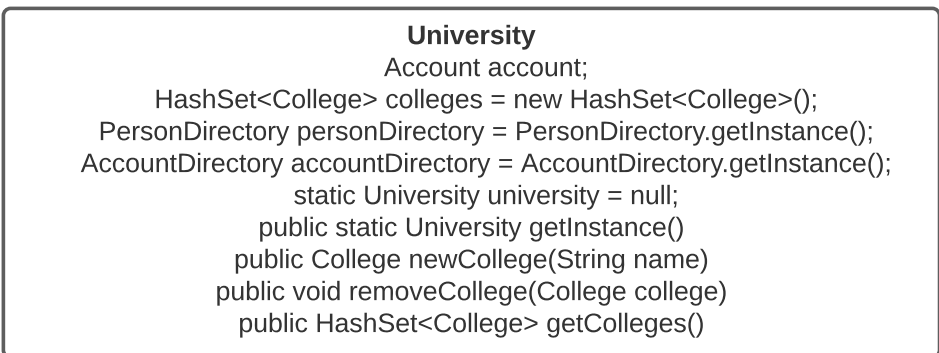 University
Account account;
HashSet<College> colleges = new HashSet<College>();
PersonDirectory personDirectory = PersonDirectory.getInstance();
AccountDirectory accountDirectory = AccountDirectory.getInstance();
static University university = null;
public static University getInstance()
public College newCollege(String name)
public void removeCollege(College college)
public HashSet<College> getColleges()